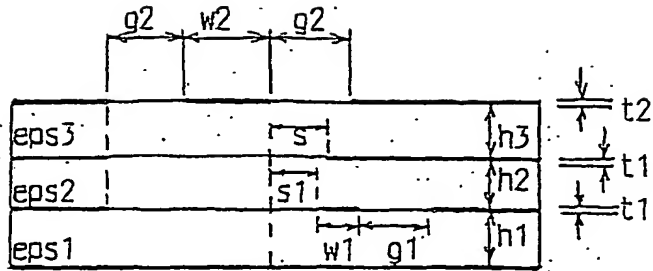 g2 w2 g2
t2
eps3 s h3
t1
eps2 s1 h2
t1
eps1 w1 g1 h1